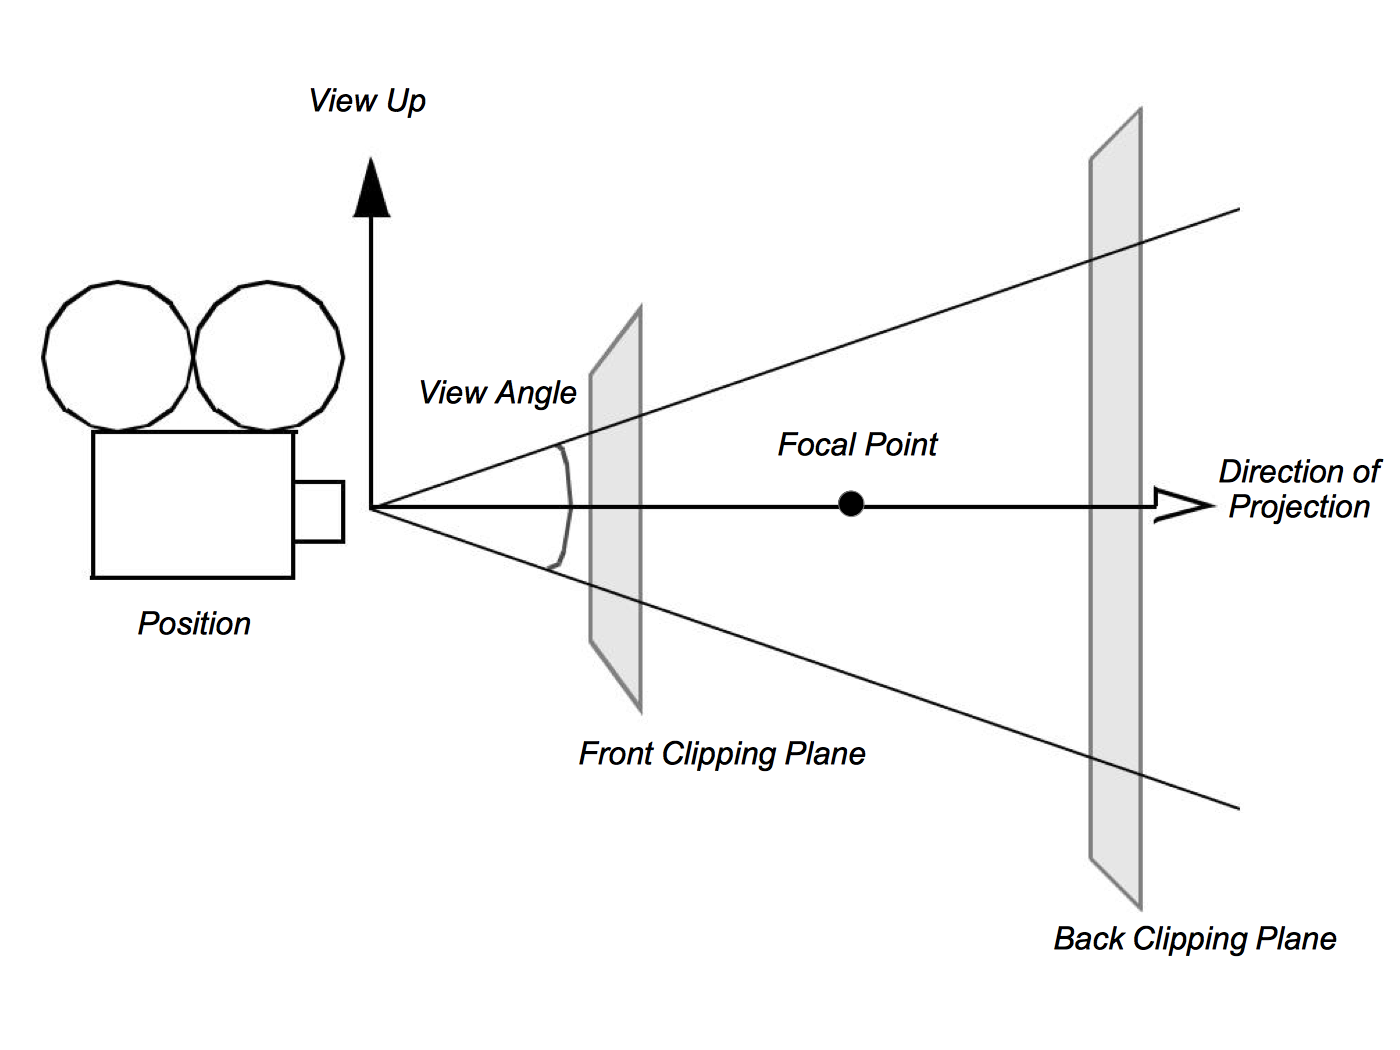 View Up
View Angle
Focal Point
Direction of
Projection
Position
Front Clipping Plane
Back Clipping Plane